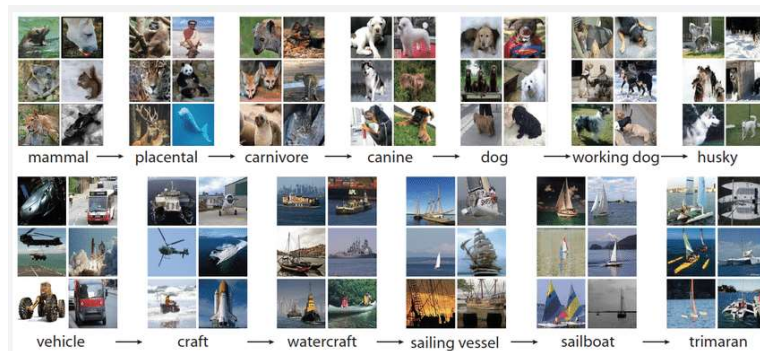 mammal → placental → carnivore → canine → dog → working dog → husky
vehicle → craft → watercraft → sailing vessel → sailboat → trimaran